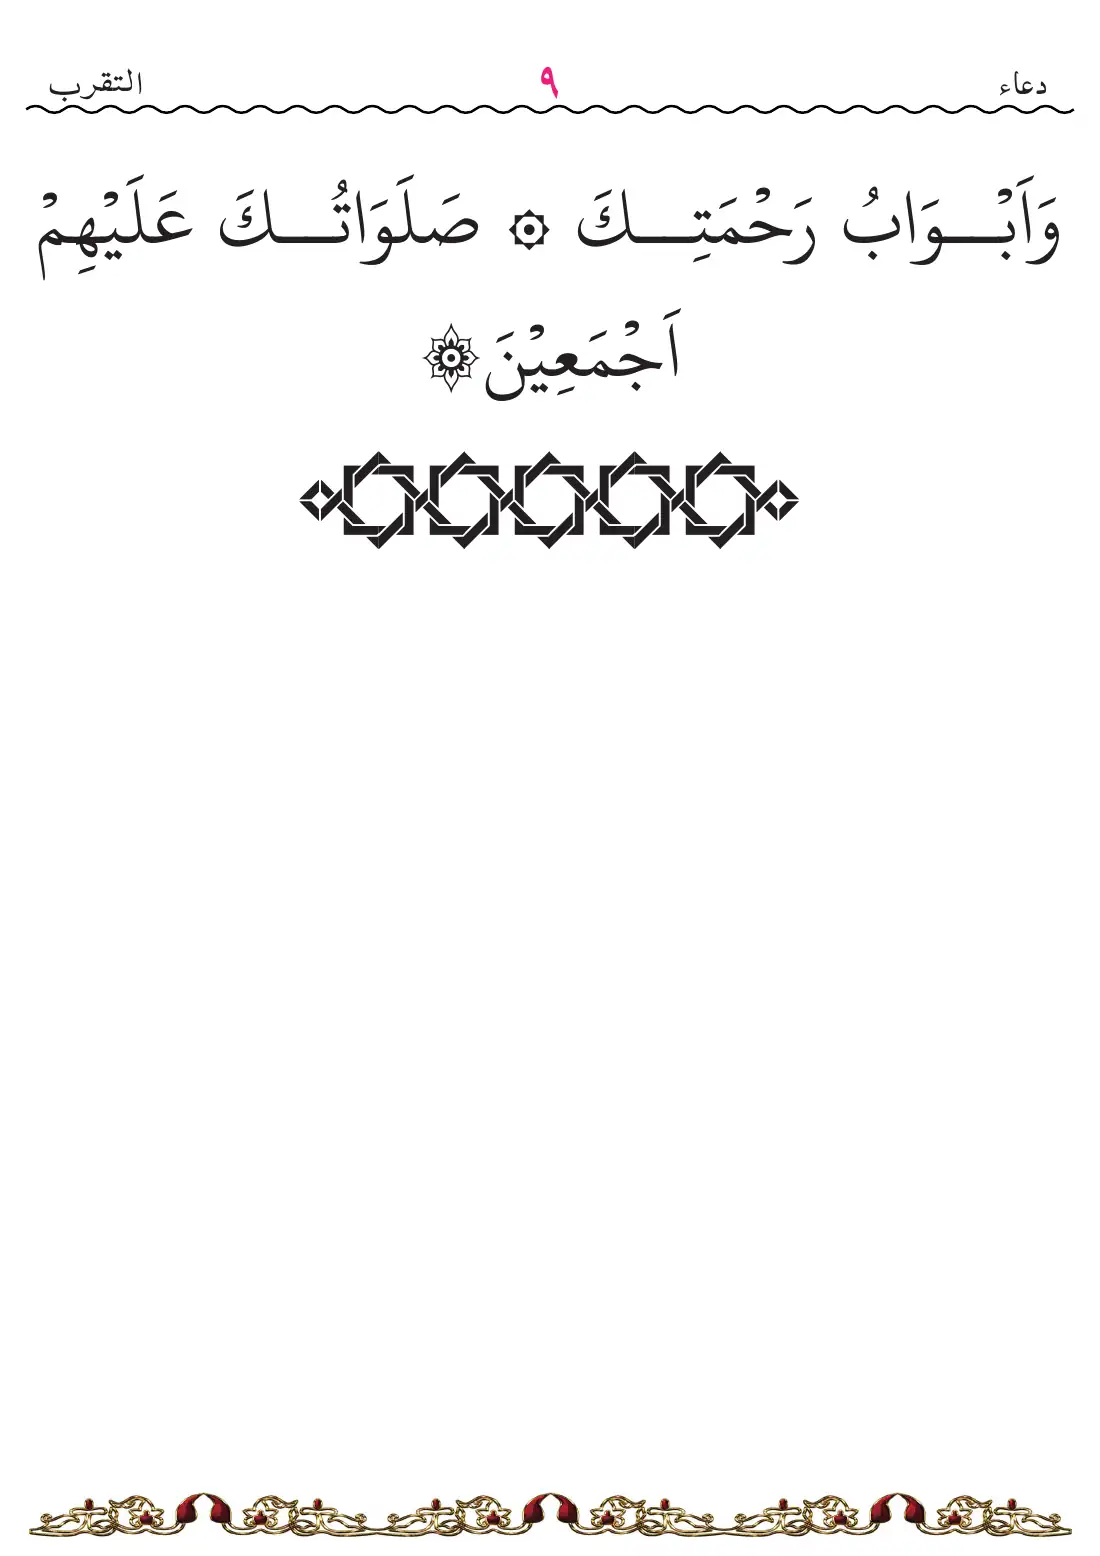 دعاء ٩ التقرب
وَاَبْـــوَابُ رَحْمَتِـــكَ ۞ صَلَوَاتُـــكَ عَلَيْهِمْ
اَجْمَعِيْنَ